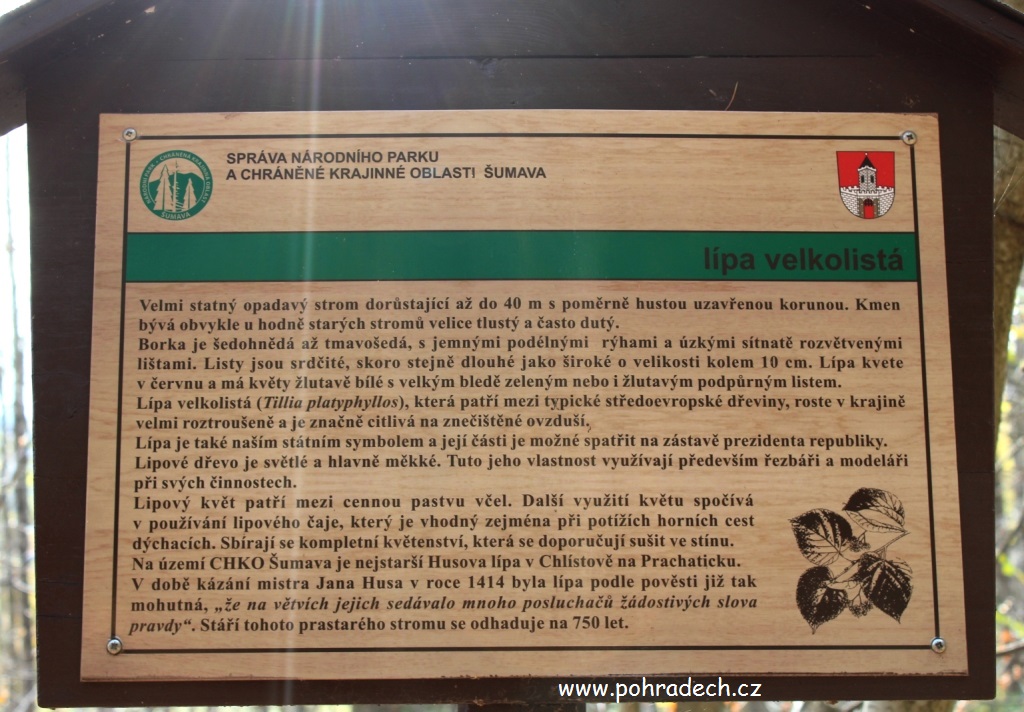 SPRÁVA NÁRODNÍHO PARKU
A CHRÁNĚNÉ KRAJINNÉ OBLASTI ŠUMAVA
NÁRODNÍ PARK - CHRÁNĚNÁ KRAJINNÁ OBLAST
ŠUMAVA
lípa velkolistá
Velmi statný opadavý strom dorůstající až do 40 m s poměrně hustou uzavřenou korunou. Kmen
bývá obvykle u hodně starých stromů velice tlustý a často dutý.
Borka je šedohnědá až tmavošedá, s jemnými podélnými rýhami a úzkými sítnatě rozvětvenými
lištami. Listy jsou srdčité, skoro stejně dlouhé jako široké o velikosti kolem 10 cm. Lípa kvete
v červnu a má květy žlutavě bílé s velkým bledě zeleným nebo i žlutavým podpůrným listem.
Lípa velkolistá (Tillia platyphyllos), která patří mezi typické středoevropské dřeviny, roste v krajině
velmi roztroušeně a je značně citlivá na znečištěné ovzduší.
Lípa je také naším státním symbolem a její části je možné spatřit na zástavě prezidenta republiky.
Lipové dřevo je světlé a hlavně měkké. Tuto jeho vlastnost využívají především řezbáři a modeláři
při svých činnostech.
Lipový květ patří mezi cennou pastvu včel. Další využití květu spočívá
v používání lipového čaje, který je vhodný zejména při potížích horních cest
dýchacích. Sbírají se kompletní květenství, která se doporučují sušit ve stínu.
Na území CHKO Šumava je nejstarší Husova lípa v Chlístově na Prachaticku.
V době kázání mistra Jana Husa v roce 1414 byla lípa podle pověsti již tak
mohutná, „že na větvích jejich sedávalo mnoho posluchačů žádostivých slova
pravdy“. Stáří tohoto prastarého stromu se odhaduje na 750 let.
www.pohradech.cz